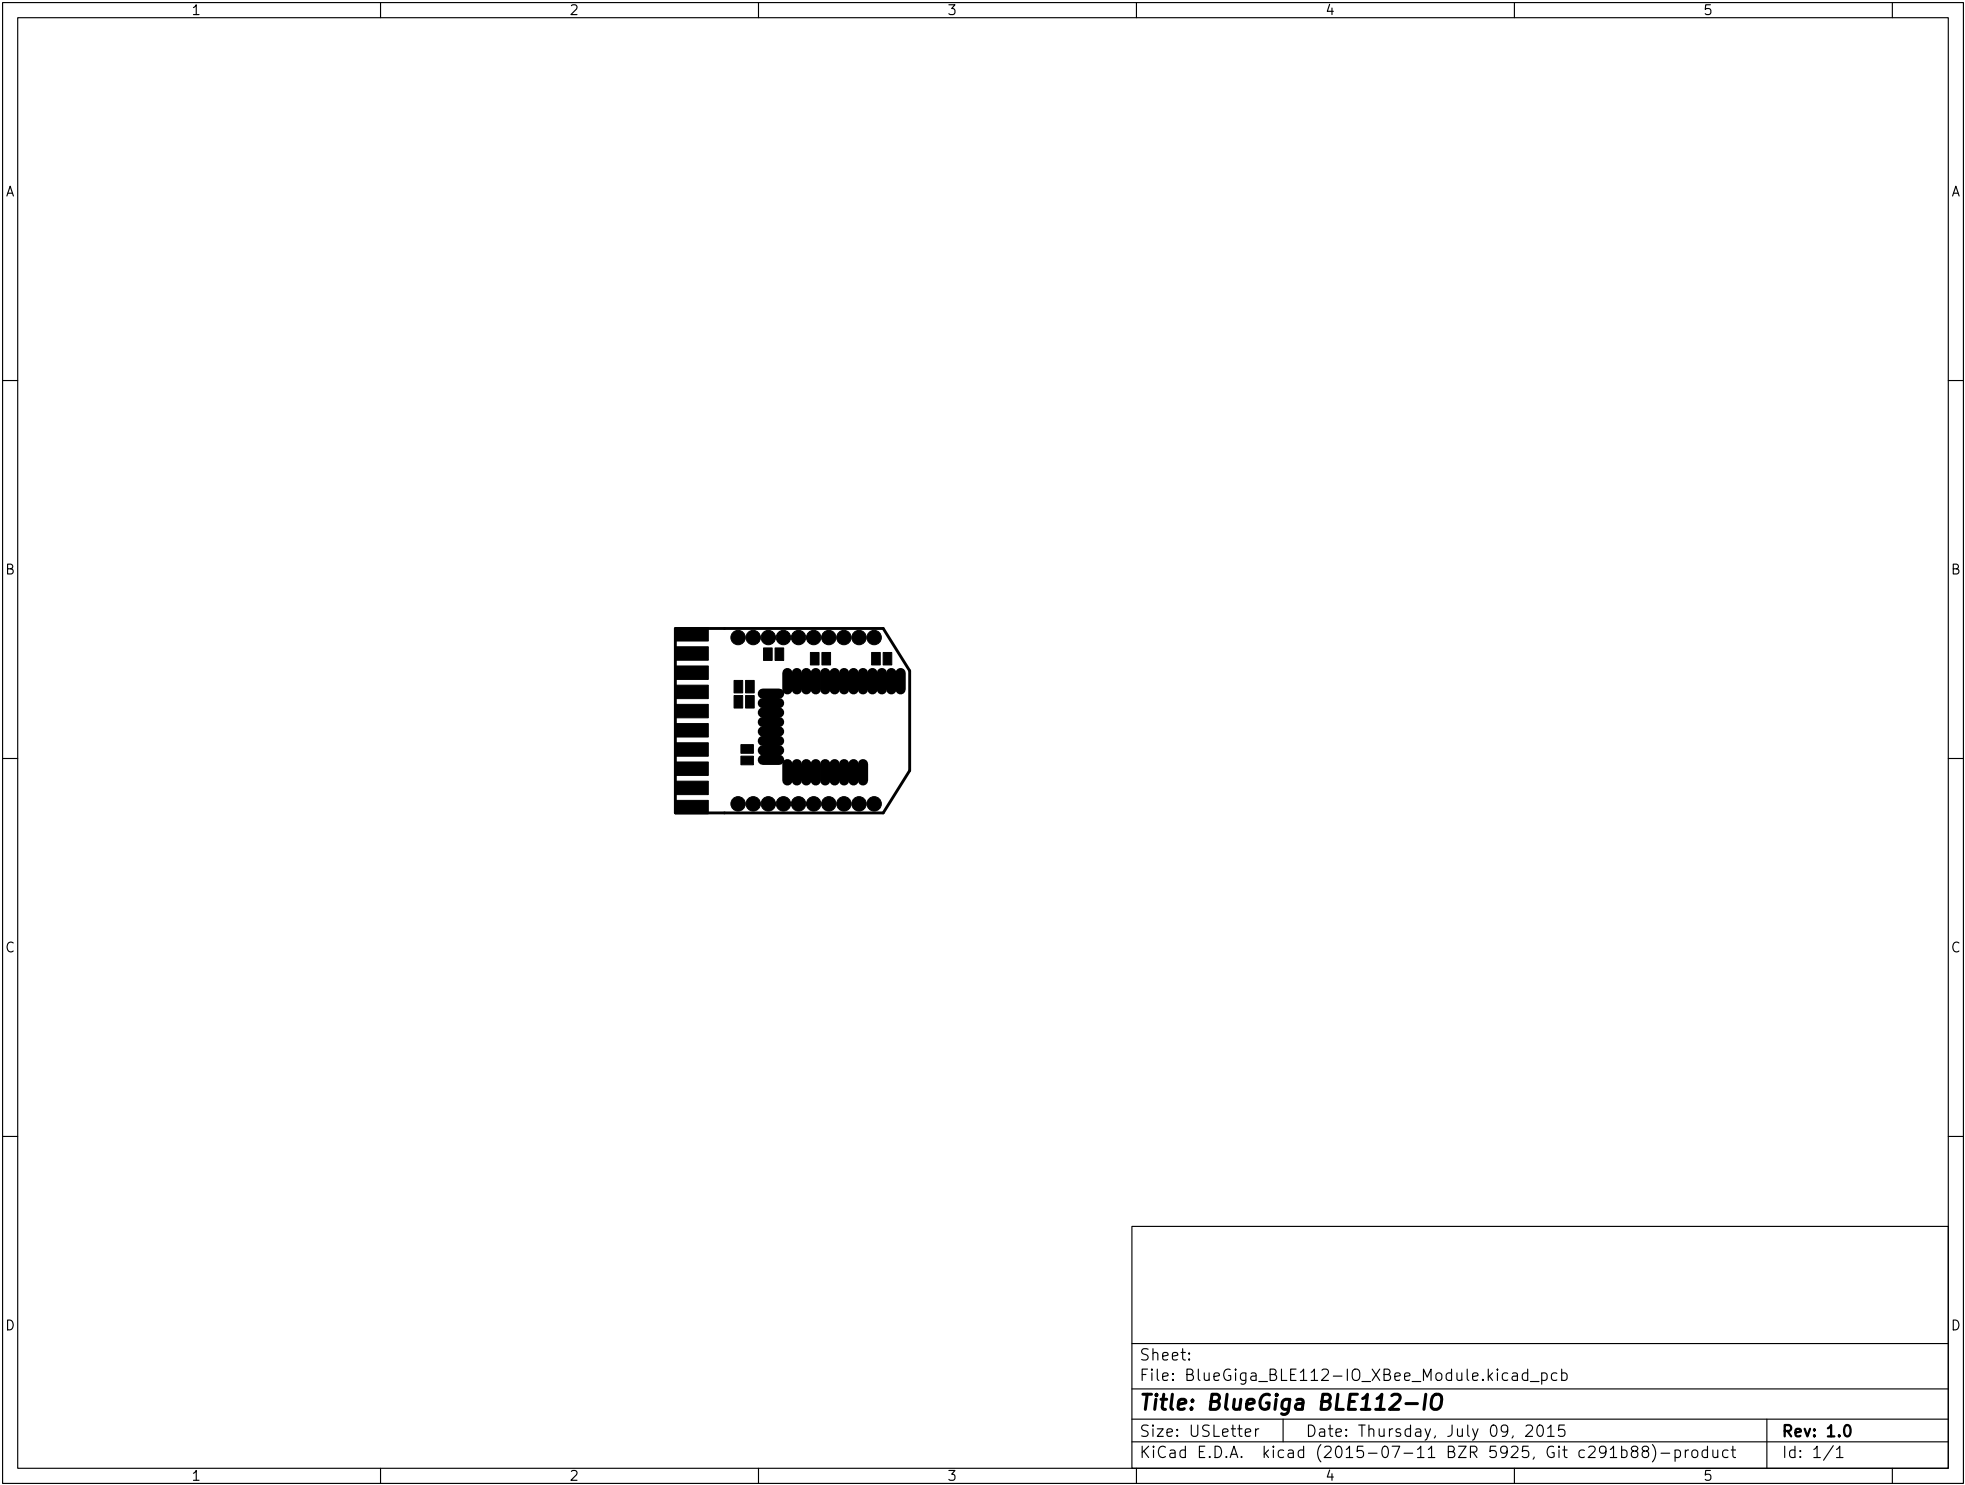 1 2 3 4 5
A A
B B
C C
D D
Sheet:
File: BlueGiga_BLE112-IO_XBee_Module.kicad_pcb
Title: BlueGiga BLE112-IO
Size: USLetter Date: Thursday, July 09, 2015 Rev: 1.0
KiCad E.D.A. kicad (2015-07-11 BZR 5925, Git c291b88)-product Id: 1/1
1 2 3 4 5